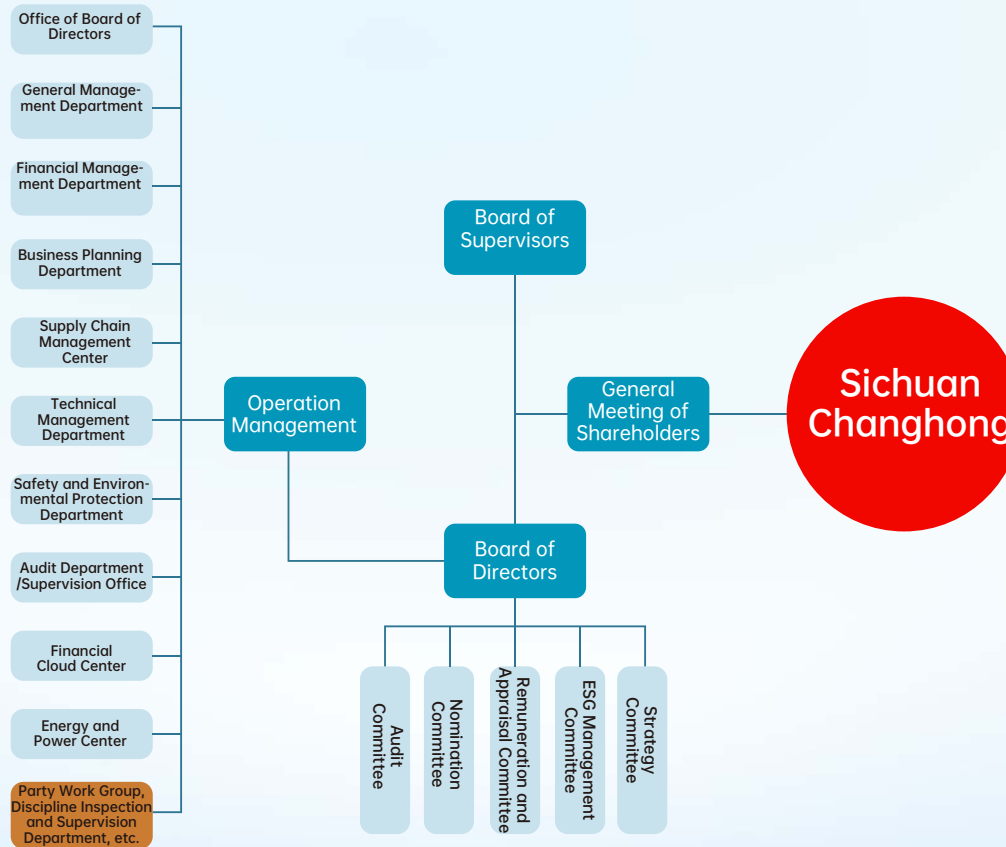 Office of Board of
Directors
General Manage-
ment Department
Financial Manage-
ment Department
Business Planning
Department
Supply Chain
Management
Center
Technical
Management
Department
Safety and Environ-
mental Protection
Department
Audit Department
/Supervision Office
Financial
Cloud Center
Energy and
Power Center
Party Work Group,
Discipline Inspection
and Supervision
Department, etc.
Operation
Management
Board of
Supervisors
General
Meeting of
Shareholders
Board of
Directors
Sichuan
Changhong
Audit
Committee
Nomination
Committee
Remuneration and
Appraisal Committee
ESG Management
Committee
Strategy
Committee